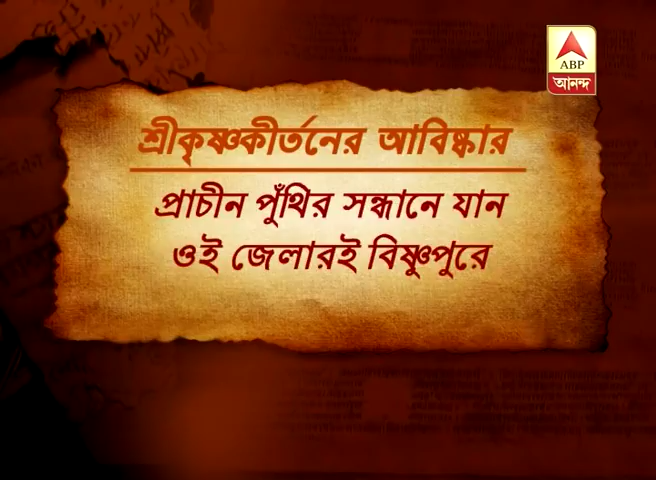 ABP
আনন্দ
শ্রীকৃষ্ণকীর্তনের আবিষ্কার
প্রাচীন পুঁথির সন্ধানে যান
ওই জেলারই বিষ্ণুপুরে